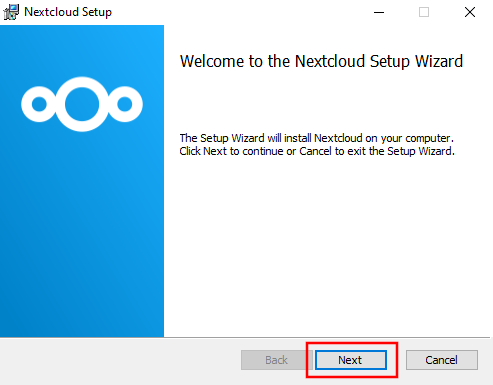 Nextcloud Setup
Welcome to the Nextcloud Setup Wizard
The Setup Wizard will install Nextcloud on your computer.
Click Next to continue or Cancel to exit the Setup Wizard.
Back
Next
Cancel